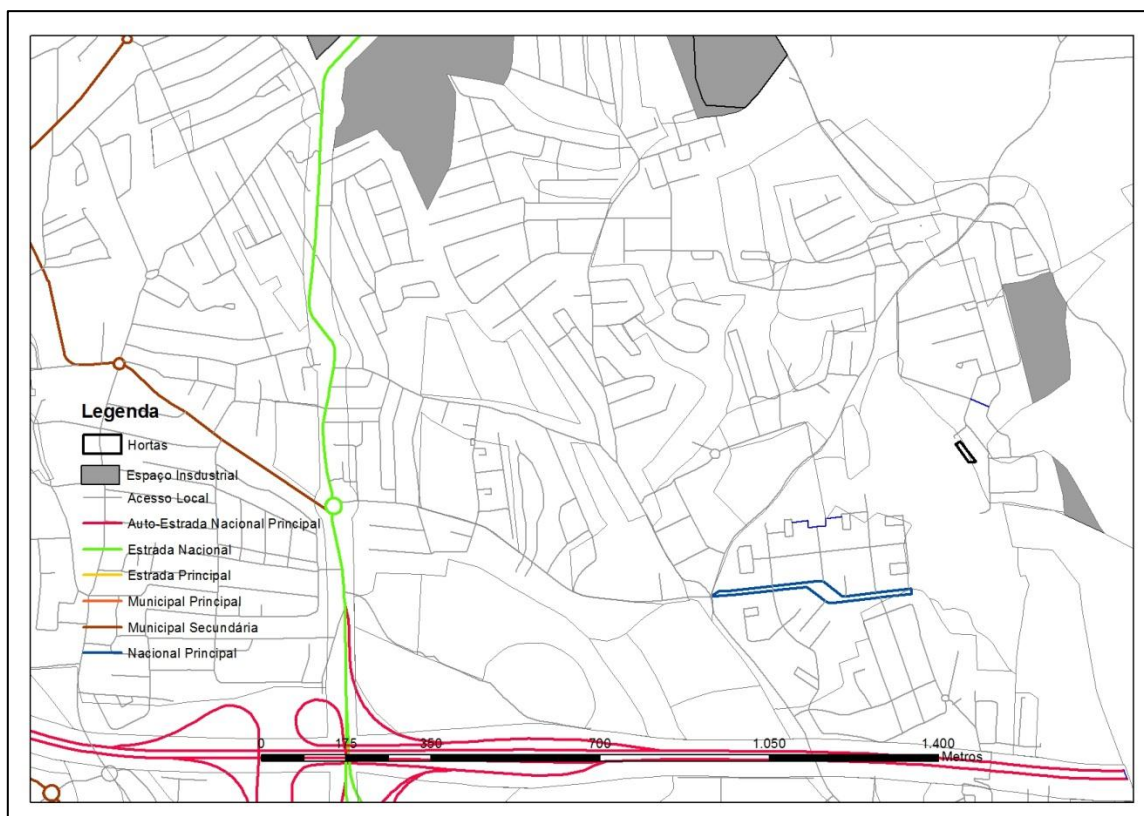 Legenda
Hortas
Espaço Insdustrial
Acesso Local
Auto-Estrada Nacional Principal
Estrada Nacional
Estrada Principal
Municipal Principal
Municipal Secundária
Nacional Principal
0 175 350 700 1.050 1.400
Metros